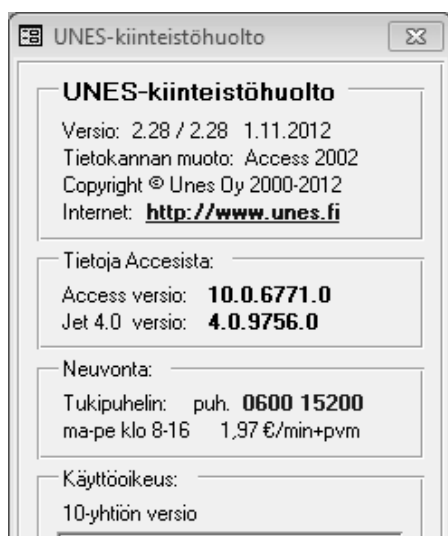 UNES-kiinteistöhuolto
UNES-kiinteistöhuolto
Versio: 2.28 / 2.28 1.11.2012
Tietokannan muoto: Access 2002
Copyright © Unes Oy 2000-2012
Internet: http://www.unes.fi
Tietoja Accesista:
Access versio: 10.0.6771.0
Jet 4.0 versio: 4.0.9756.0
Neuvonta:
Tukipuhelin: puh. 0600 15200
ma-pe klo 8-16 1,97 €/min+pvm
Käyttöoikeus:
10-yhtiön versio